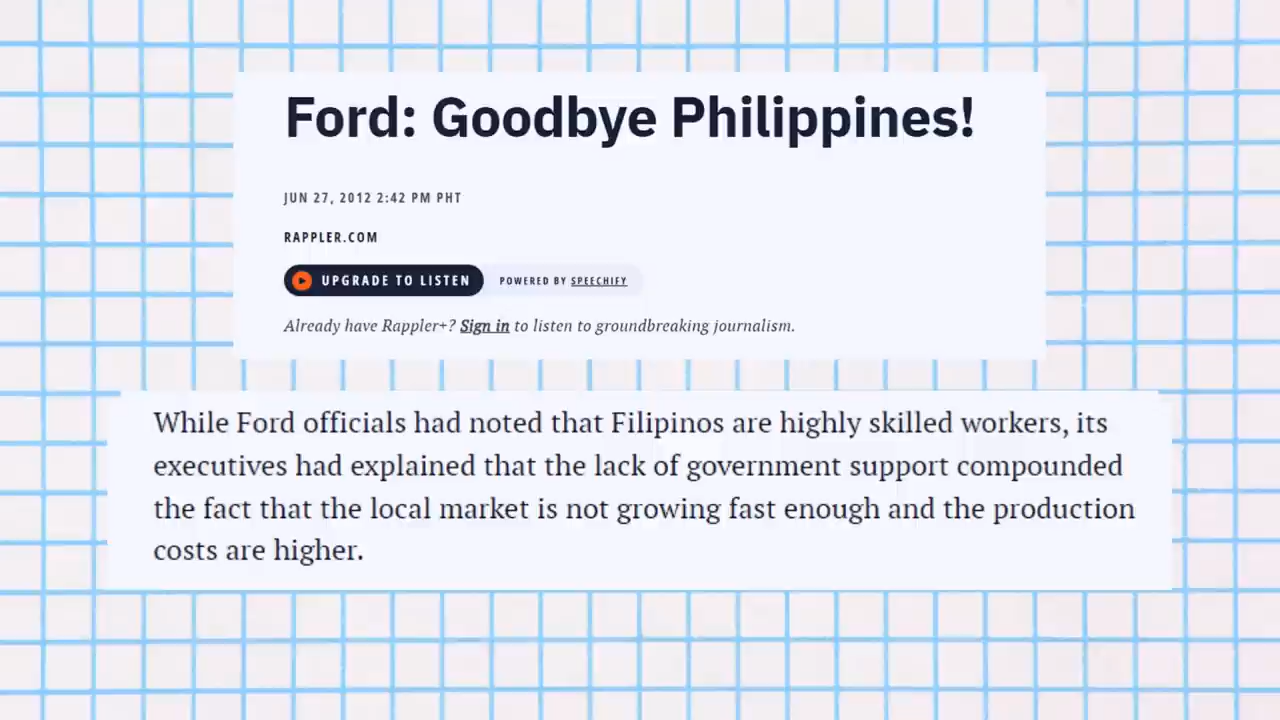 Ford: Goodbye Philippines!
JUN 27, 2012 2:42 PM PHT
RAPPLER.COM
UPGRADE TO LISTEN POWERED BY SPEECHIFY
Already have Rappler+? Sign in to listen to groundbreaking journalism.
While Ford officials had noted that Filipinos are highly skilled workers, its
executives had explained that the lack of government support compounded
the fact that the local market is not growing fast enough and the production
costs are higher.